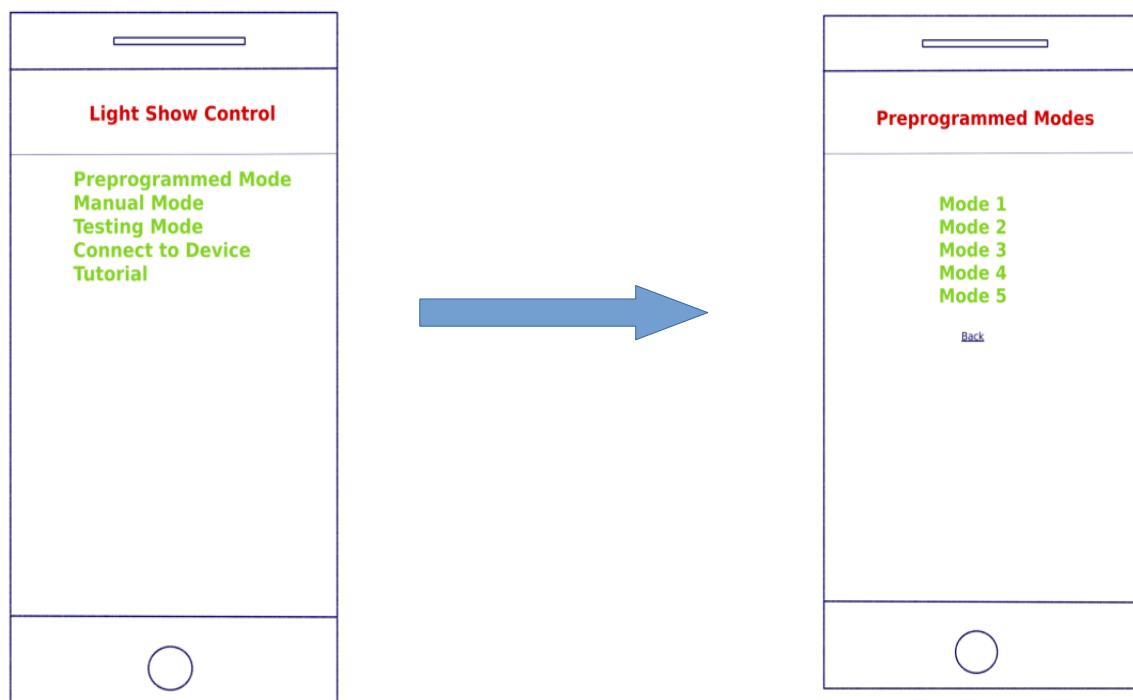 Light Show Control
Preprogrammed Mode
Manual Mode
Testing Mode
Connect to Device
Tutorial
Preprogrammed Modes
Mode 1
Mode 2
Mode 3
Mode 4
Mode 5
Back